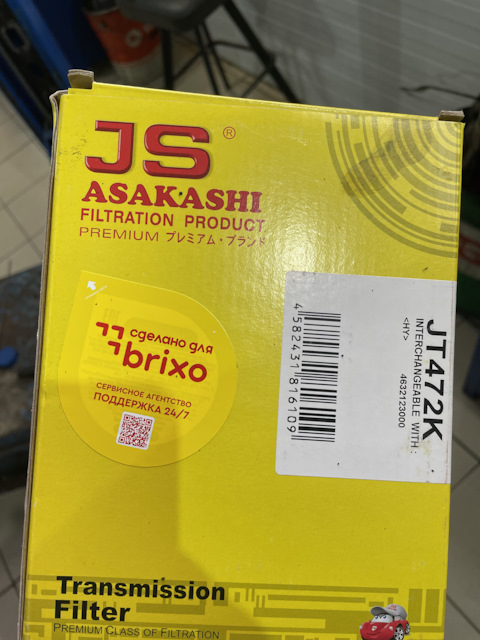 JS ®
ASAKASHI
FILTRATION PRODUCT
PREMIUM プレミアム・ブランド
сделано для
brixo
СЕРВИСНОЕ АГЕНТСТВО
ПОДДЕРЖКА 24/7
JT472K
INTERCHANGEABLE WITH :
4632123000
<HY>
4 582431 816109
Transmission
Filter
PREMIUM CLASS OF FILTRATION